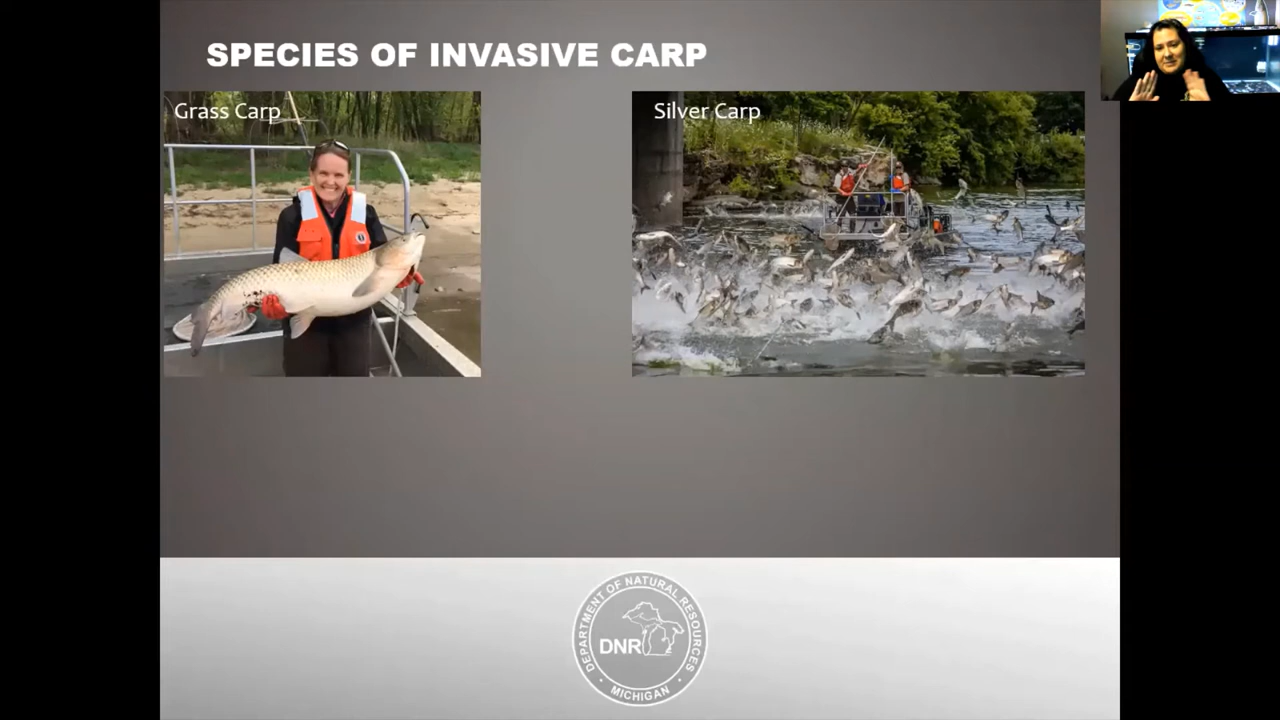 SPECIES OF INVASIVE CARP
Grass Carp
Silver Carp
DEPARTMENT OF NATURAL RESOURCES
DNR
MICHIGAN